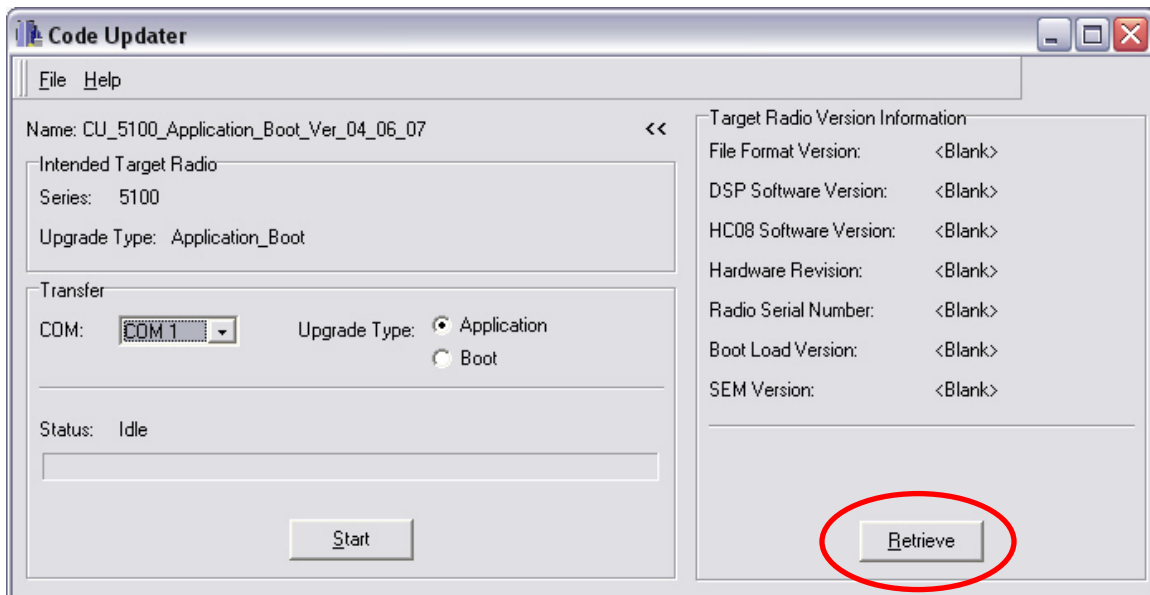 Code Updater
File Help
Name: CU_5100_Application_Boot_Ver_04_06_07 <<
Intended Target Radio
Series: 5100
Upgrade Type: Application_Boot
Transfer
COM: COM 1
Upgrade Type: Application
Boot
Status: Idle
Start
Target Radio Version Information
File Format Version: <Blank>
DSP Software Version: <Blank>
HC08 Software Version: <Blank>
Hardware Revision: <Blank>
Radio Serial Number: <Blank>
Boot Load Version: <Blank>
SEM Version: <Blank>
Retrieve